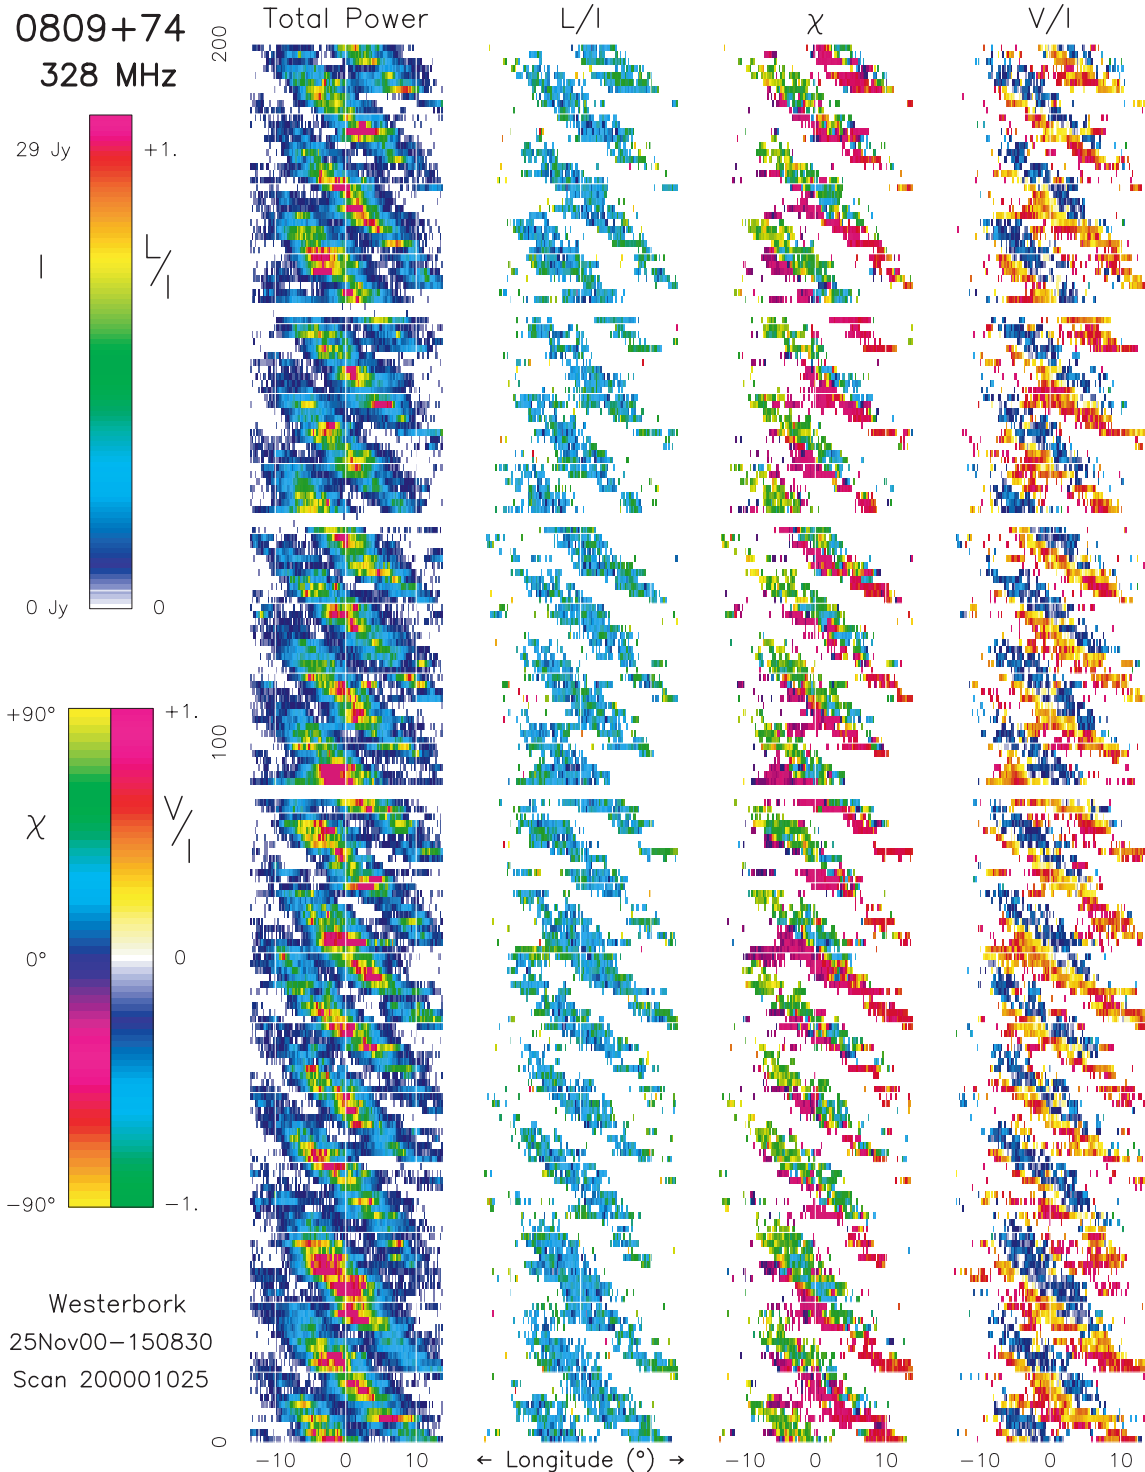 0809+74
328 MHz
Total Power
L/I
χ
V/I
200
29 Jy
+1.
I
L/I
0 Jy
0
+90°
+1.
100
χ
V/I
0°
0
−90°
−1.
Westerbork
25Nov00−150830
Scan 200001025
0
−10 0 10
← Longitude (°) →
−10 0 10
−10 0 10